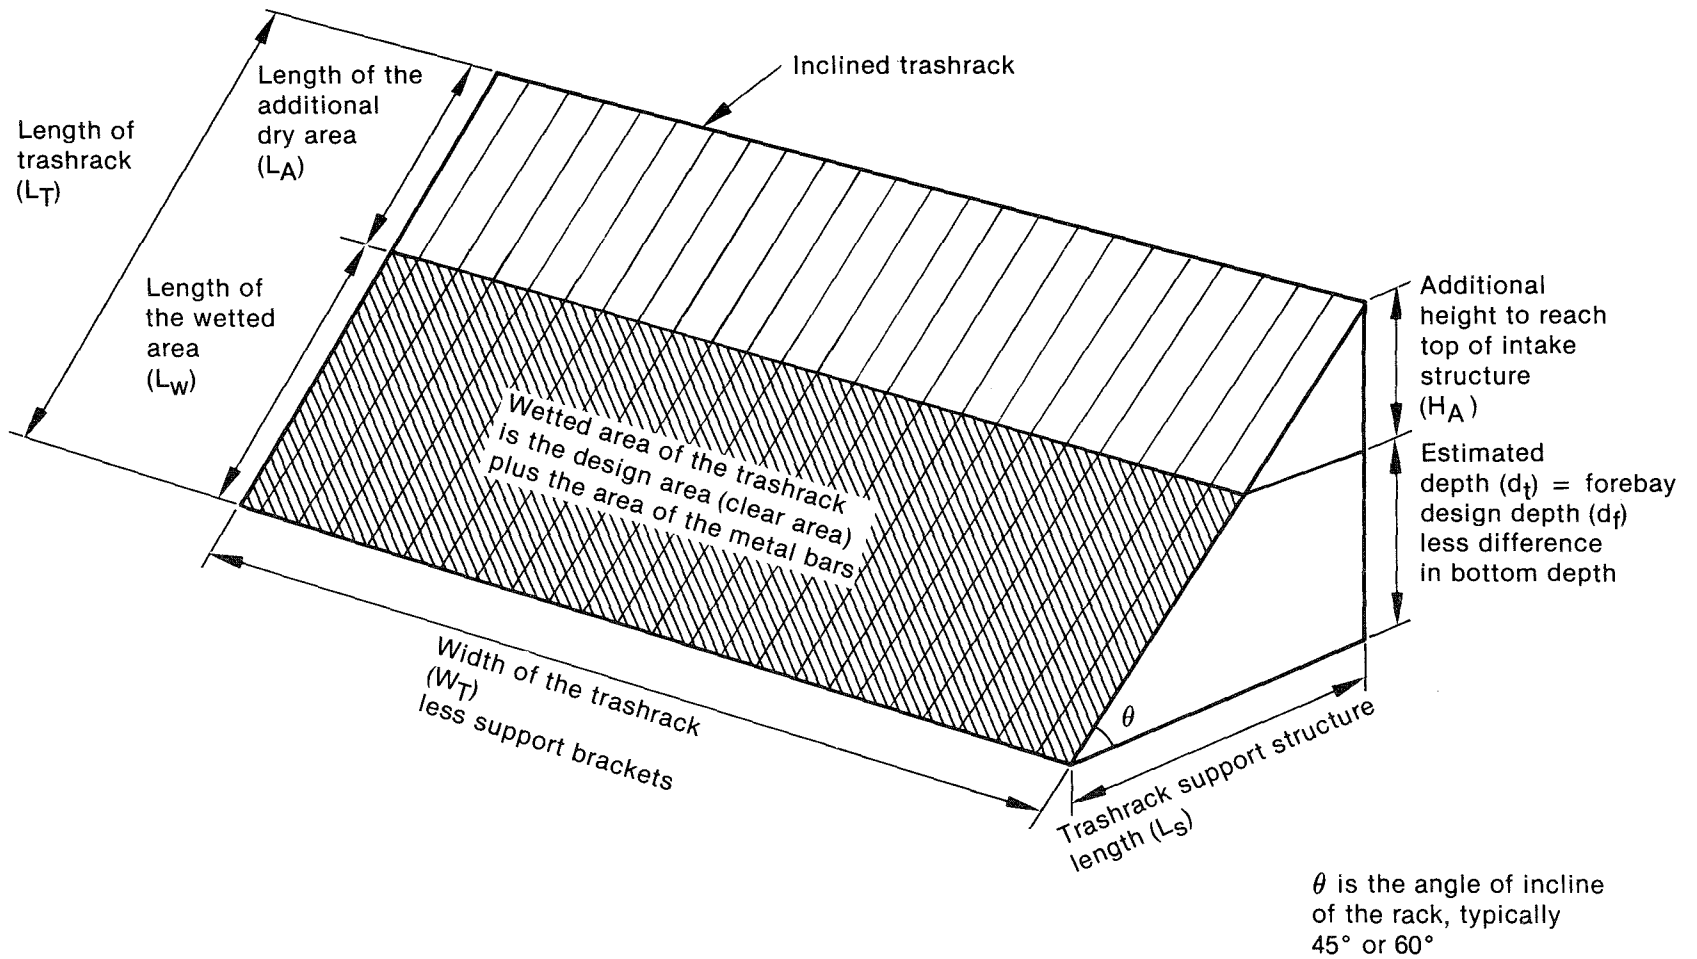 Inclined trashrack
Length of the
additional
dry area
(LA)
Length of
trashrack
(LT)
Length of
the wetted
area
(LW)
Wetted area of the trashrack
is the design area (clear area)
plus the area of the metal bars
Additional
height to reach
top of intake
structure
(HA)
Estimated
depth (dt) = forebay
design depth (df)
less difference
in bottom depth
Width of the trashrack
(WT)
less support brackets
θ
Trashrack support structure
length (Ls)
θ is the angle of incline
of the rack, typically
45° or 60°